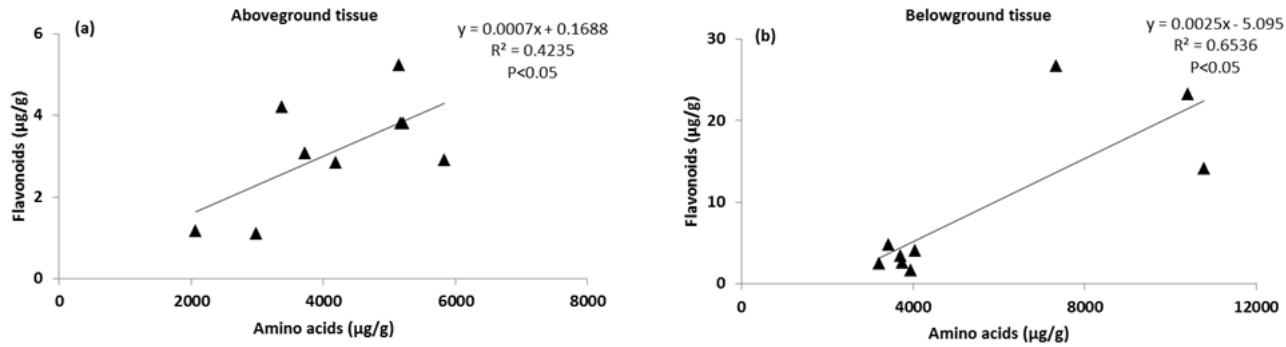 Aboveground tissue
(a)
y = 0.0007x + 0.1688
R² = 0.4235
P<0.05
6
4
2
0
Flavonoids (µg/g)
0 2000 4000 6000 8000
Amino acids (µg/g)
Belowground tissue
(b)
y = 0.0025x - 5.095
R² = 0.6536
P<0.05
30
20
10
0
Flavonoids (µg/g)
0 4000 8000 12000
Amino acids (µg/g)